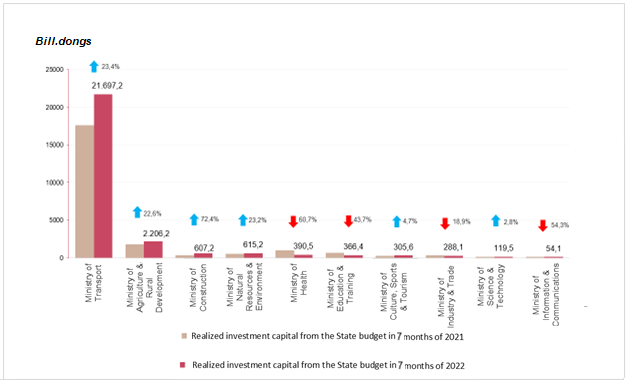 Bill.dongs
25000
20000
15000
10000
5000
0
23,4%
21.697,2
22,6%
2.206,2
72,4%
607,2
23,2%
615,2
60,7%
390,5
43,7%
366,4
4,7%
305,6
18,9%
288,1
2,8%
119,5
54,3%
54,1
Ministry of
Transport
Ministry of
Agriculture &
Rural
Development
Ministry of
Construction
Ministry of
Natural
Resources &
Environment
Ministry of
Health
Ministry of
Education &
Training
Ministry of
Culture, Sports
& Tourism
Ministry of
Industry & Trade
Ministry of
Science &
Technology
Ministry of
Information &
Communications
Realized investment capital from the State budget in 7 months of 2021
Realized investment capital from the State budget in 7 months of 2022